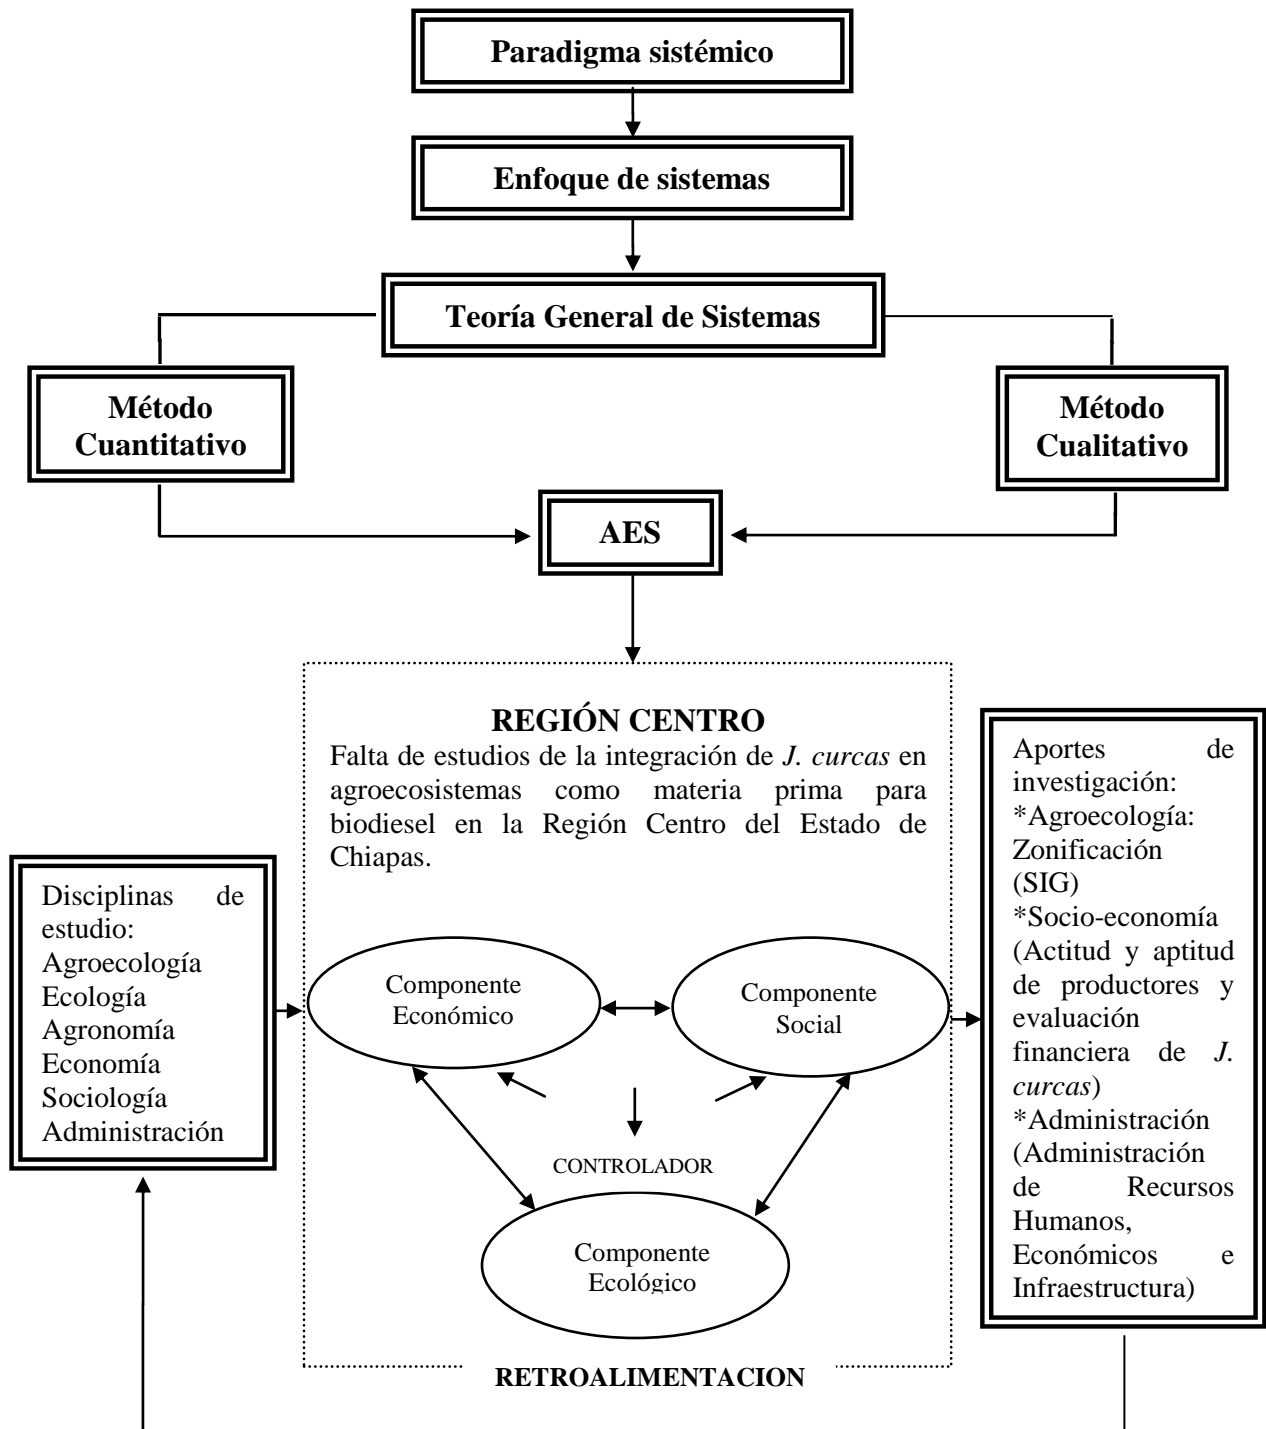 Paradigma sistémico
Enfoque de sistemas
Teoría General de Sistemas
Método
Cuantitativo
Método
Cualitativo
AES
REGIÓN CENTRO
Falta de estudios de la integración de J. curcas en
agroecosistemas como materia prima para
biodiesel en la Región Centro del Estado de
Chiapas.
Disciplinas de
estudio:
Agroecología
Ecología
Agronomía
Economía
Sociología
Administración
Componente
Económico
Componente
Social
CONTROLADOR
Componente
Ecológico
RETROALIMENTACION
Aportes de
investigación:
*Agroecología:
Zonificación
(SIG)
*Socio-economía
(Actitud y aptitud
de productores y
evaluación
financiera de J.
curcas)
*Administración
(Administración
de Recursos
Humanos,
Económicos e
Infraestructura)